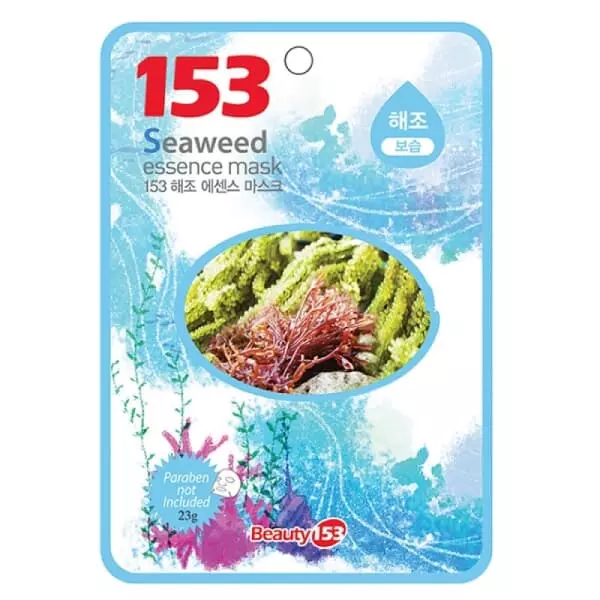 153
Seaweed
essence mask
153 해조 에센스 마스크
해조
보습
Paraben
not
Included
23g
Beauty 153